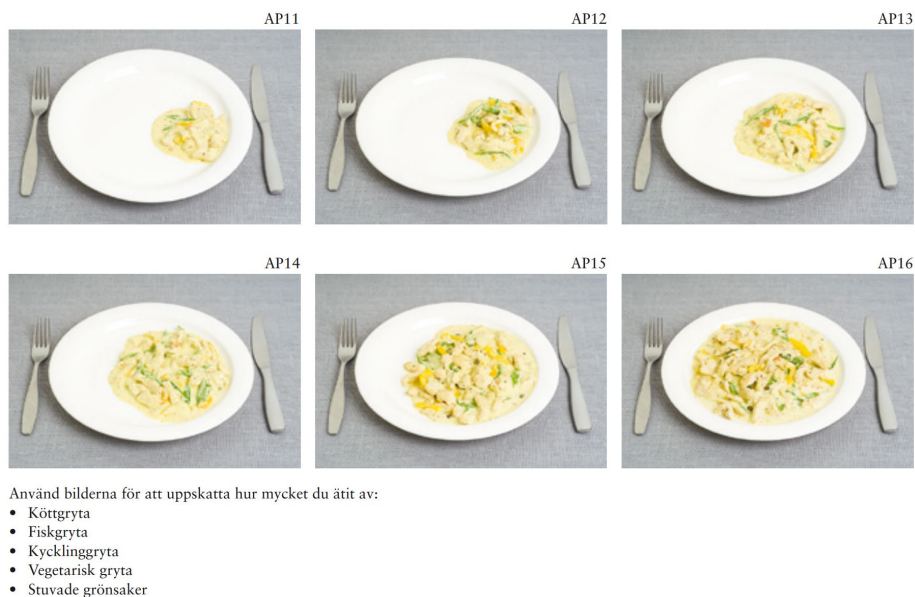 AP11
AP12
AP13
AP14
AP15
AP16
Använd bilderna för att uppskatta hur mycket du ätit av:
• Köttgryta
• Fiskgryta
• Kycklinggryta
• Vegetarisk gryta
• Stuvade grönsaker